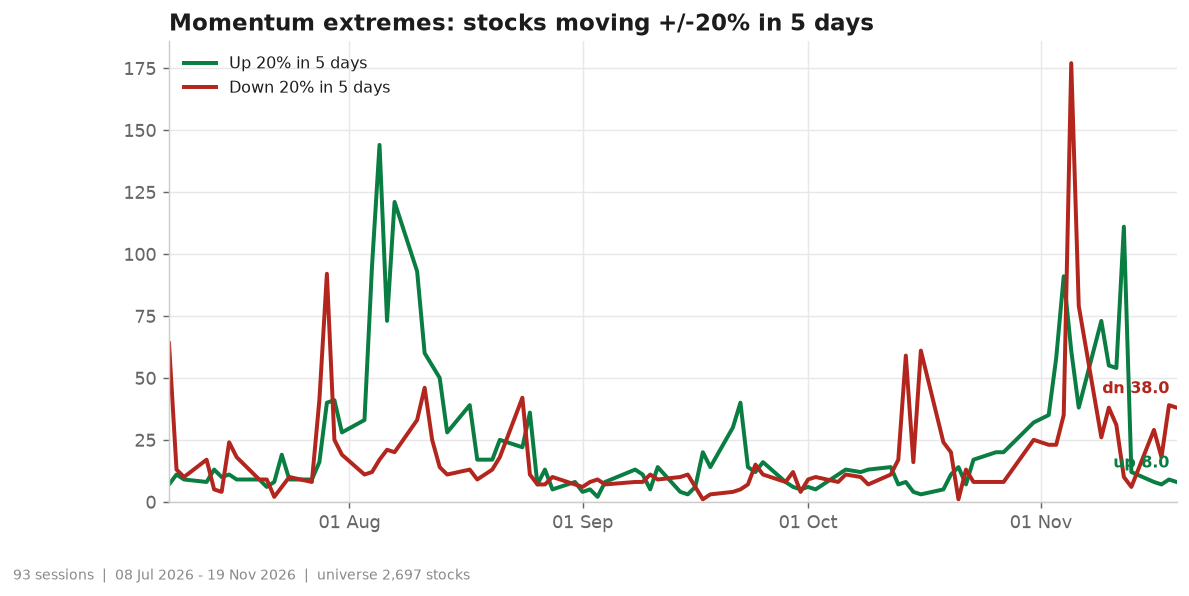 Momentum extremes: stocks moving +/-20% in 5 days
Up 20% in 5 days
Down 20% in 5 days
175
150
125
100
75
50
25
0
dn 38.0
up 8.0
01 Aug
01 Sep
01 Oct
01 Nov
93 sessions | 08 Jul 2026 - 19 Nov 2026 | universe 2,697 stocks